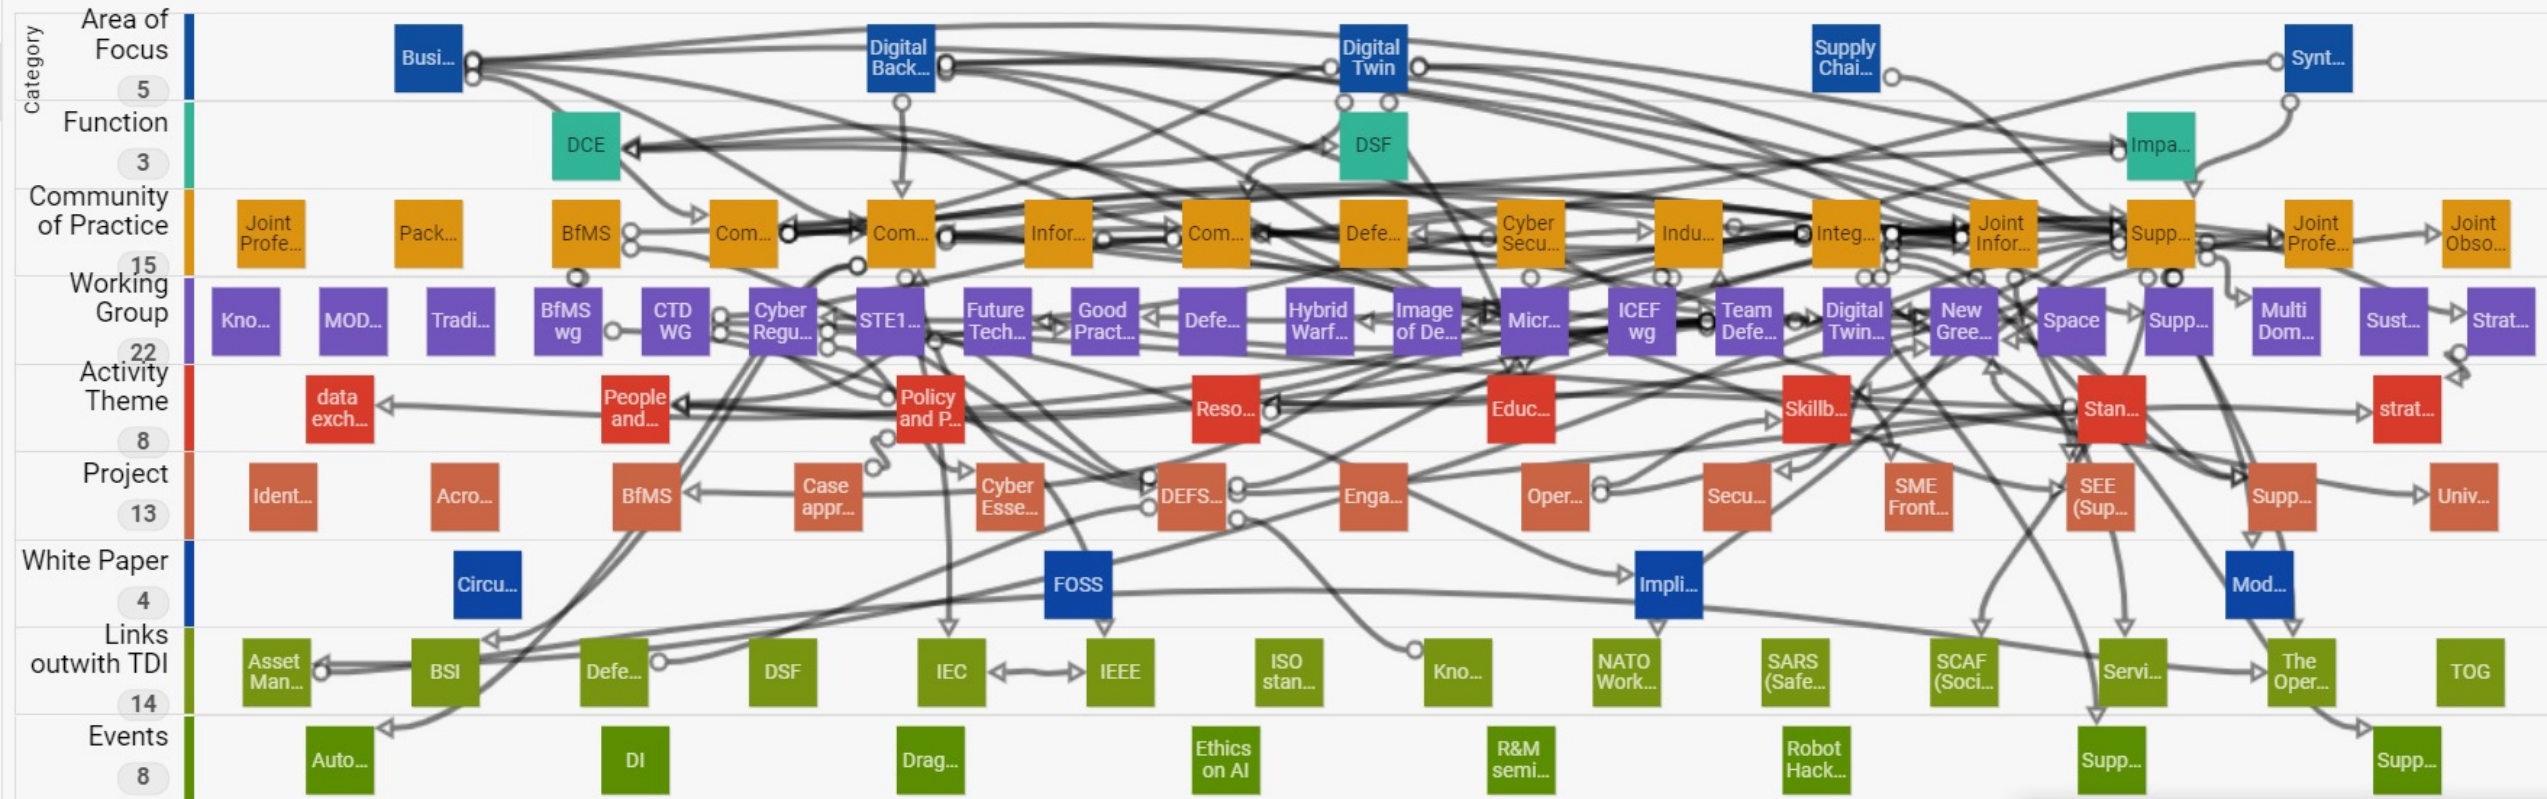 Category
Area of
Focus
5
Busi...
Digital
Back...
Digital
Twin
Supply
Chai...
Synt...
Function
3
DCE
DSF
Impa...
Community
of Practice
15
Joint
Profe...
Pack...
BfMS
Com...
Com...
Infor...
Com...
Defe...
Cyber
Secu...
Indu...
Integ...
Joint
Infor...
Supp...
Joint
Profe...
Joint
Obso...
Working
Group
22
Kno...
MOD...
Tradi...
BfMS
wg
CTD
WG
Cyber
Regu...
STE1...
Future
Tech...
Good
Pract...
Defe...
Hybrid
Warf...
Image
of De...
Micr...
ICEF
wg
Team
Defe...
Digital
Twin...
New
Gree...
Space
Supp...
Multi
Dom...
Sust...
Strat...
Activity
Theme
8
data
exch...
People
and...
Policy
and P...
Reso...
Educ...
Skillb...
Stan...
strat...
Project
13
Ident...
Acro...
BfMS
Case
appr...
Cyber
Esse...
DEFS...
Enga...
Oper...
Secu...
SME
Front...
SEE
(Sup...
Supp...
Univ...
White Paper
4
Circu...
FOSS
Impli...
Mod...
Links
outwith TDI
14
Asset
Man...
BSI
Defe...
DSF
IEC
IEEE
ISO
stan...
Kno...
NATO
Work...
SARS
(Safe...
SCAF
(Soci...
Servi...
The
Oper...
TOG
Events
8
Auto...
DI
Drag...
Ethics
on AI
R&M
semi...
Robot
Hack...
Supp...
Supp...